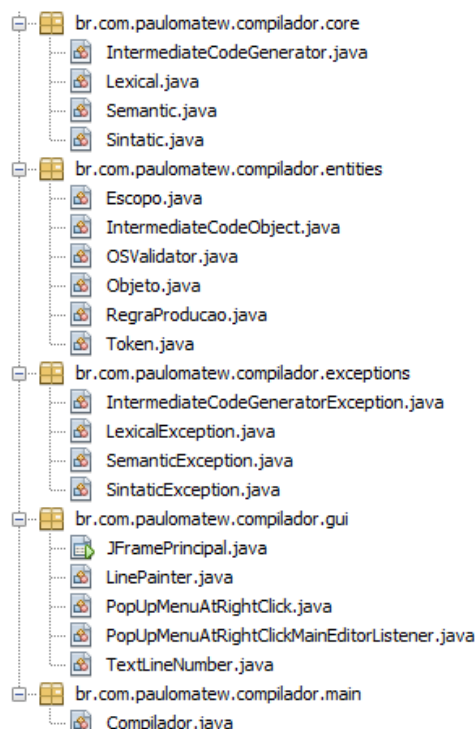 br.com.paulomatew.compilador.core
IntermediateCodeGenerator.java
Lexical.java
Semantic.java
Sintatic.java
br.com.paulomatew.compilador.entities
Escopo.java
IntermediateCodeObject.java
OSValidator.java
Objeto.java
RegraProducao.java
Token.java
br.com.paulomatew.compilador.exceptions
IntermediateCodeGeneratorException.java
LexicalException.java
SemanticException.java
SintaticException.java
br.com.paulomatew.compilador.gui
JFramePrincipal.java
LinePainter.java
PopUpMenuAtRightClick.java
PopUpMenuAtRightClickMainEditorListener.java
TextLineNumber.java
br.com.paulomatew.compilador.main
Compilador.java